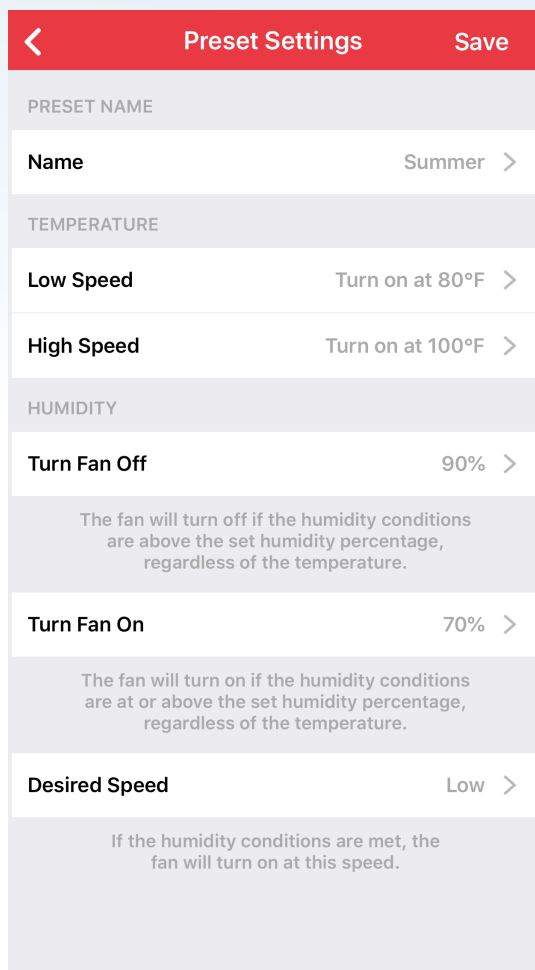 Preset Settings Save
PRESET NAME
Name Summer
TEMPERATURE
Low Speed Turn on at 80°F
High Speed Turn on at 100°F
HUMIDITY
Turn Fan Off 90%
The fan will turn off if the humidity conditions
are above the set humidity percentage,
regardless of the temperature.
Turn Fan On 70%
The fan will turn on if the humidity conditions
are at or above the set humidity percentage,
regardless of the temperature.
Desired Speed Low
If the humidity conditions are met, the
fan will turn on at this speed.